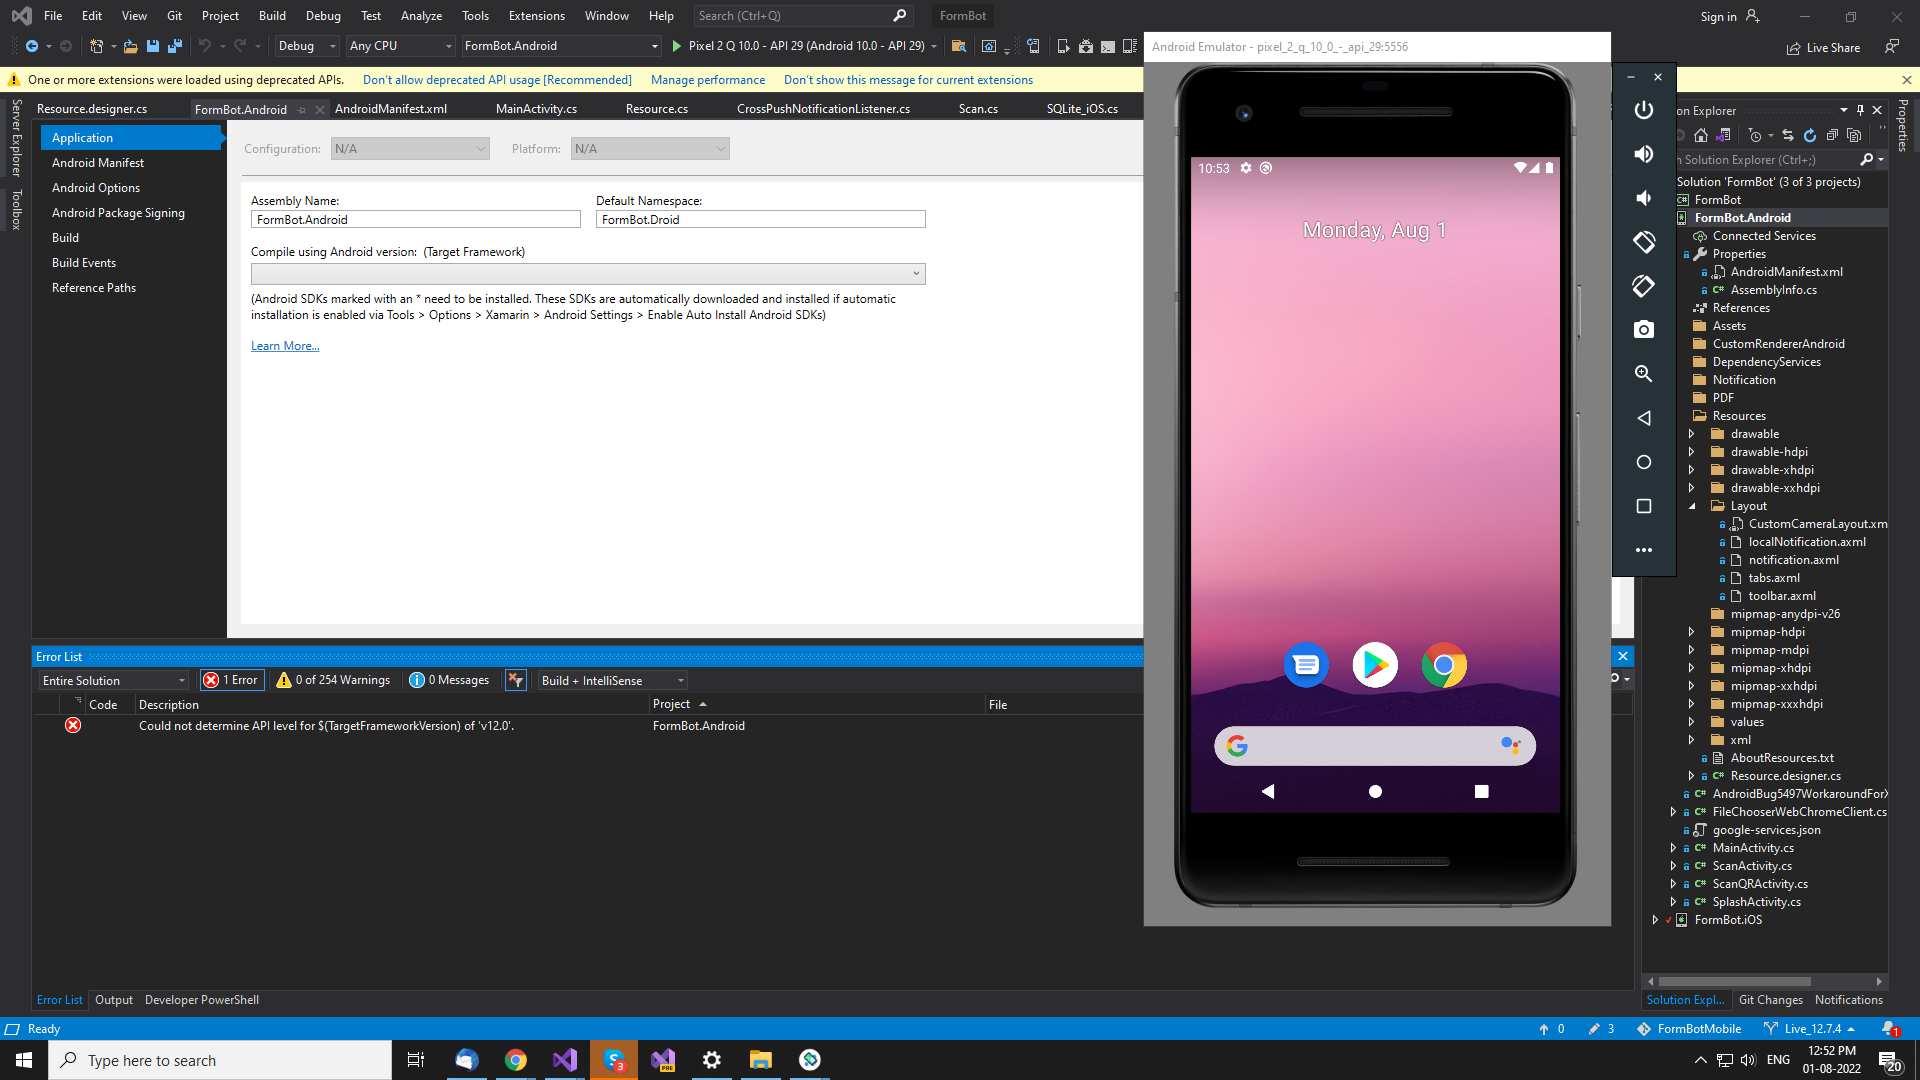 File Edit View Git Project Build Debug Test Analyze Tools Extensions Window Help Search (Ctrl+Q) FormBot Sign in
Debug Any CPU FormBot.Android Pixel 2 Q 10.0 - API 29 (Android 10.0 - API 29) Live Share
Android Emulator - pixel_2_q_10_0_-_api_29:5556
One or more extensions were loaded using deprecated APIs. Don't allow deprecated API usage [Recommended] Manage performance Don't show this message for current extensions
Server Explorer
Toolbox
Resource.designer.cs FormBot.Android AndroidManifest.xml MainActivity.cs Resource.cs CrossPushNotificationListener.cs Scan.cs SQLite_iOS.cs
Application
Android Manifest
Android Options
Android Package Signing
Build
Build Events
Reference Paths
Configuration: N/A Platform: N/A
Assembly Name: Default Namespace:
FormBot.Android FormBot.Droid
Compile using Android version: (Target Framework)
(Android SDKs marked with an * need to be installed. These SDKs are automatically downloaded and installed if automatic
installation is enabled via Tools > Options > Xamarin > Android Settings > Enable Auto Install Android SDKs)
Learn More...
10:53
Monday, Aug 1
on Explorer
Properties
h Solution Explorer (Ctrl+;)
Solution 'FormBot' (3 of 3 projects)
FormBot
FormBot.Android
Connected Services
Properties
AndroidManifest.xml
AssemblyInfo.cs
References
Assets
CustomRendererAndroid
DependencyServices
Notification
PDF
Resources
drawable
drawable-hdpi
drawable-xhdpi
drawable-xxhdpi
Layout
CustomCameraLayout.xm
localNotification.axml
notification.axml
tabs.axml
toolbar.axml
mipmap-anydpi-v26
mipmap-hdpi
mipmap-mdpi
mipmap-xhdpi
mipmap-xxhdpi
mipmap-xxxhdpi
values
xml
AboutResources.txt
Resource.designer.cs
AndroidBug5497WorkaroundForX
FileChooserWebChromeClient.cs
google-services.json
MainActivity.cs
ScanActivity.cs
ScanQRActivity.cs
SplashActivity.cs
FormBot.iOS
Error List
Entire Solution 1 Error 0 of 254 Warnings 0 Messages Build + IntelliSense
Code Description Project File
Could not determine API level for $(TargetFrameworkVersion) of 'v12.0'. FormBot.Android
Error List Output Developer PowerShell
Solution Expl... Git Changes Notifications
Ready 0 3 FormBotMobile Live_12.7.4 1
Type here to search 3 PRE ENG 12:52 PM
01-08-2022 20